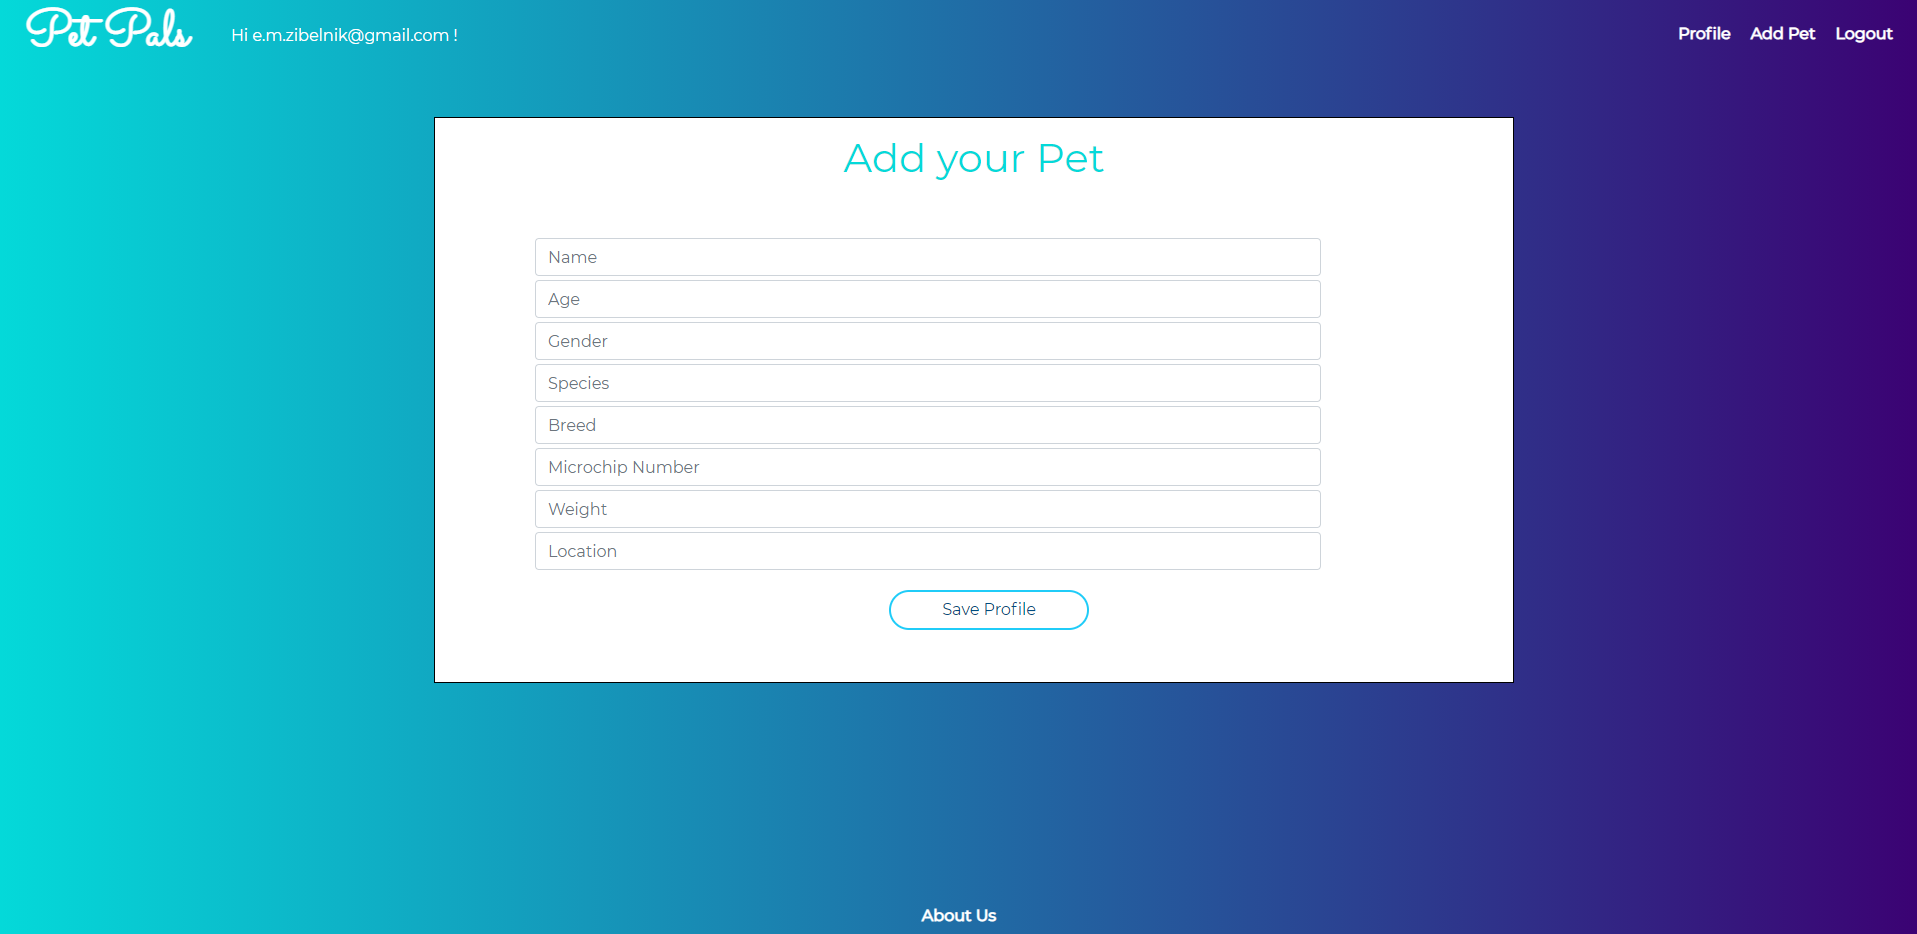 Pet Pals
Hi e.m.zibelnik@gmail.com !
Profile Add Pet Logout
Add your Pet
Name
Age
Gender
Species
Breed
Microchip Number
Weight
Location
Save Profile
About Us